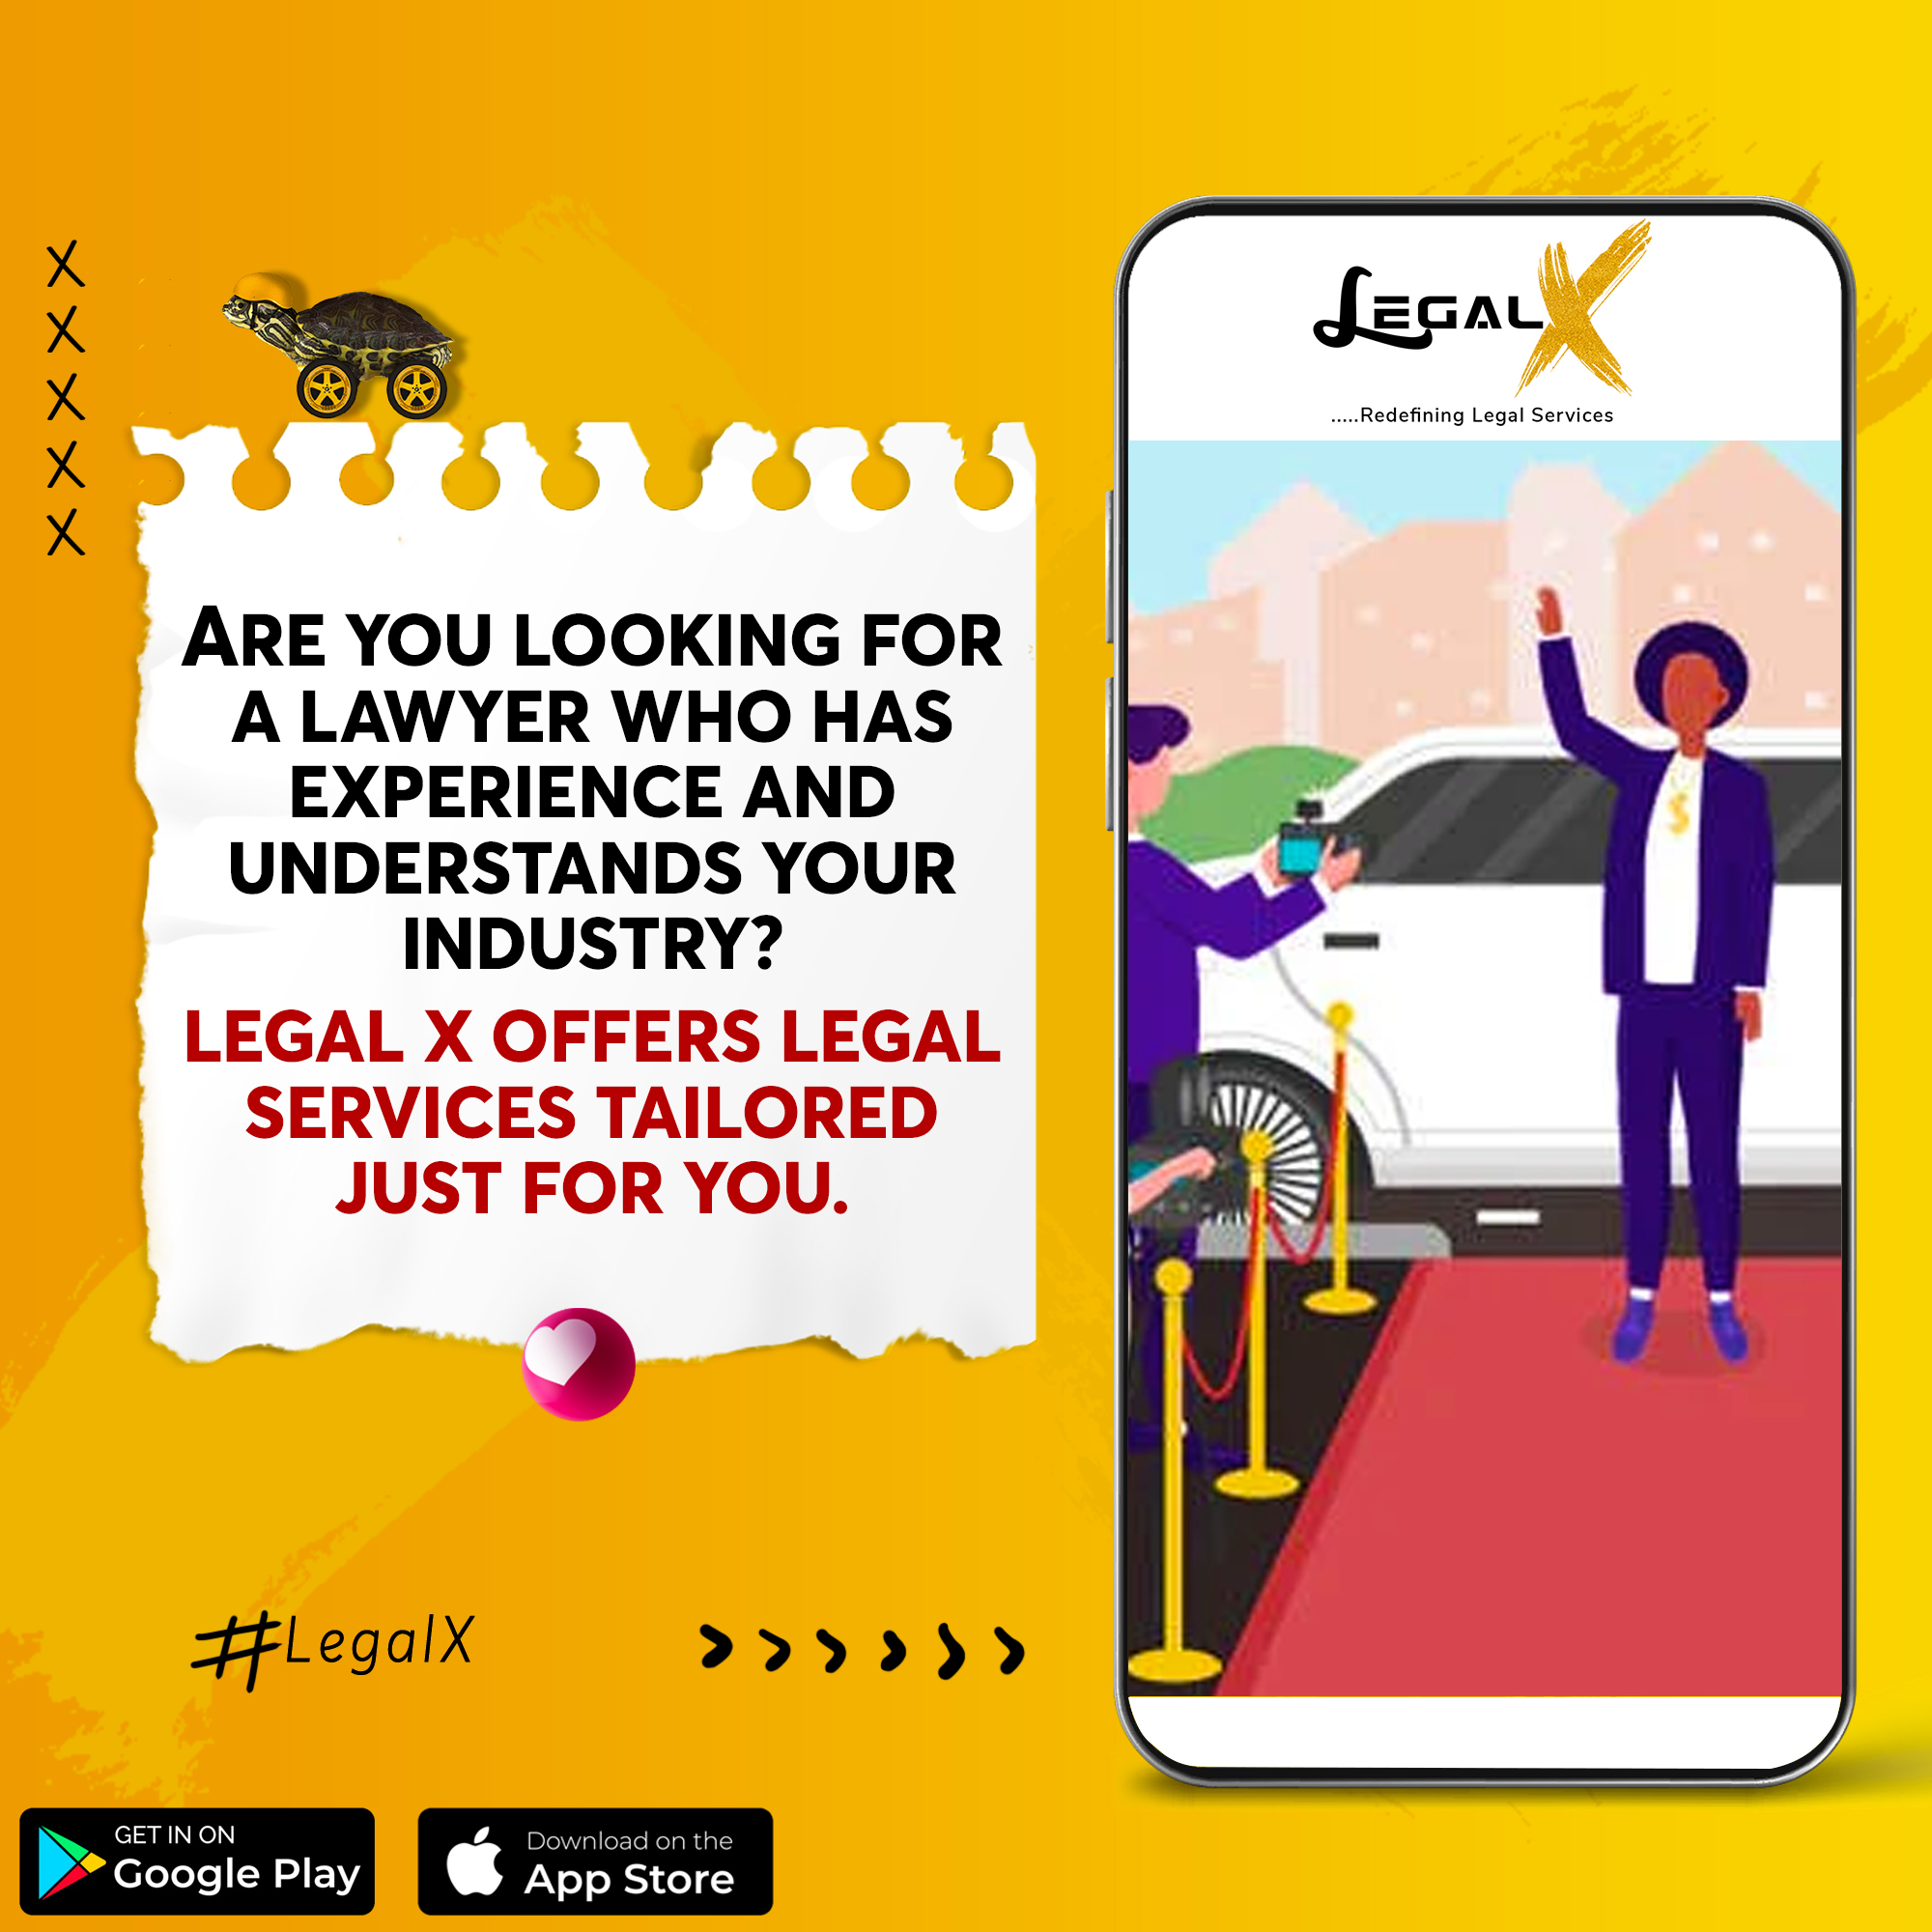 X
X
X
X
X
ARE YOU LOOKING FOR
A LAWYER WHO HAS
EXPERIENCE AND
UNDERSTANDS YOUR
INDUSTRY?
LEGAL X OFFERS LEGAL
SERVICES TAILORED
JUST FOR YOU.
#LegalX
LEGALX
.....Redefining Legal Services
$
GET IN ON
Google Play
Download on the
App Store